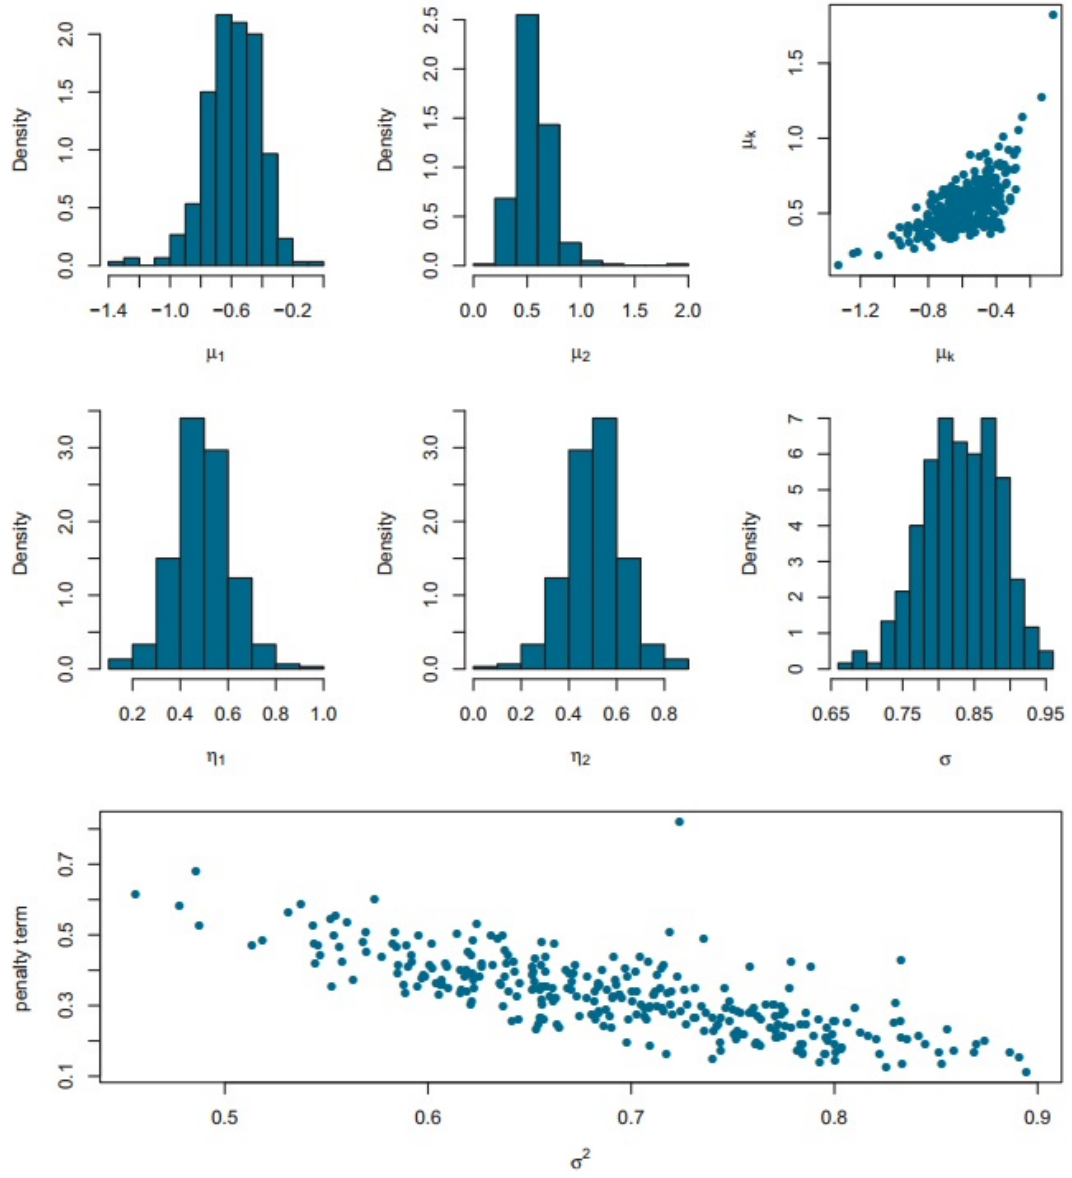 Density
0.0 0.5 1.0 1.5 2.0
−1.4 −1.0 −0.6 −0.2
μ1
Density
0.0 0.5 1.0 1.5 2.0 2.5
0.0 0.5 1.0 1.5 2.0
μ2
μk
0.5 1.0 1.5
−1.2 −0.8 −0.4
μk
Density
0.0 1.0 2.0 3.0
0.2 0.4 0.6 0.8 1.0
η1
Density
0.0 1.0 2.0 3.0
0.0 0.2 0.4 0.6 0.8
η2
Density
0 1 2 3 4 5 6 7
0.65 0.75 0.85 0.95
σ
penalty term
0.1 0.3 0.5 0.7
0.5 0.6 0.7 0.8 0.9
σ2